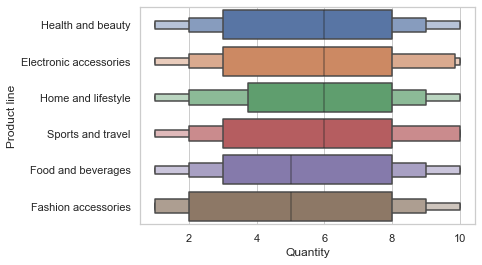 Health and beauty
Electronic accessories
Home and lifestyle
Sports and travel
Food and beverages
Fashion accessories
Product line
2 4 6 8 10
Quantity